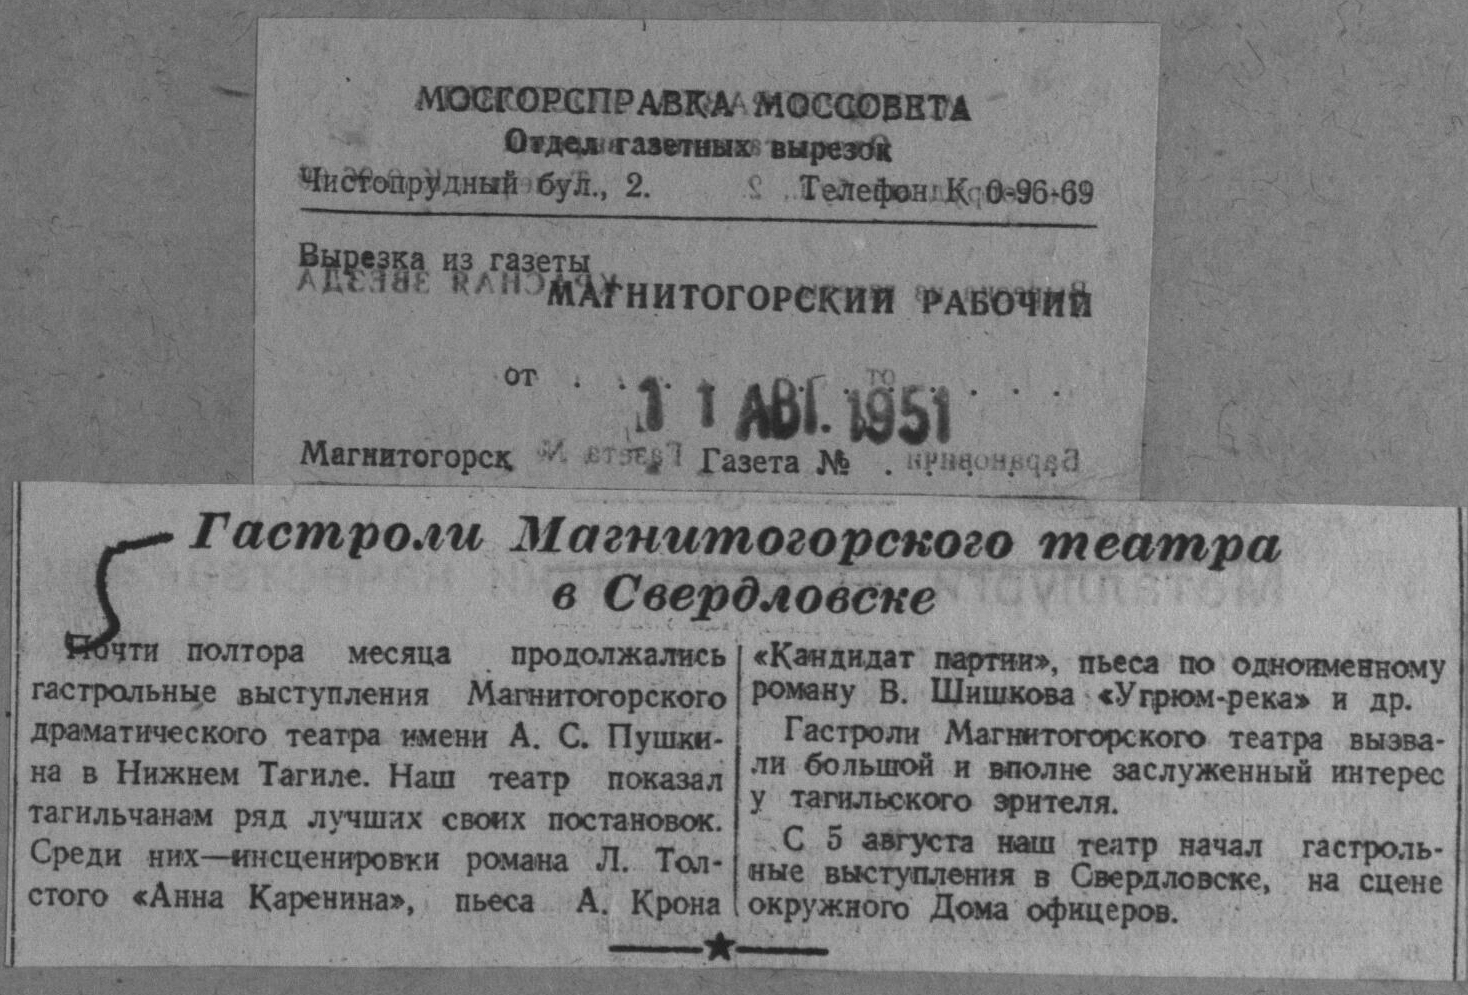 МОСГОРСПРАВКА МОССОВЕТА
Отдел газетных вырезок
Чистопрудный бул., 2. Телефон К 0-96-69
Вырезка из газеты
МАГНИТОГОРСКИЙ РАБОЧИЙ
от . . . . 11 АВГ. 1951 . . .
Магнитогорск Газета № . . . . .
Гастроли Магнитогорского театра
в Свердловске
Почти полтора месяца продолжались
гастрольные выступления Магнитогорского
драматического театра имени А. С. Пушки-
на в Нижнем Тагиле. Наш театр показал
тагильчанам ряд лучших своих постановок.
Среди них—инсценировки романа Л. Тол-
стого «Анна Каренина», пьеса А. Крона
«Кандидат партии», пьеса по одноименному
роману В. Шишкова «Угрюм-река» и др.
Гастроли Магнитогорского театра вызва-
ли большой и вполне заслуженный интерес
у тагильского зрителя.
С 5 августа наш театр начал гастроль-
ные выступления в Свердловске, на сцене
окружного Дома офицеров.